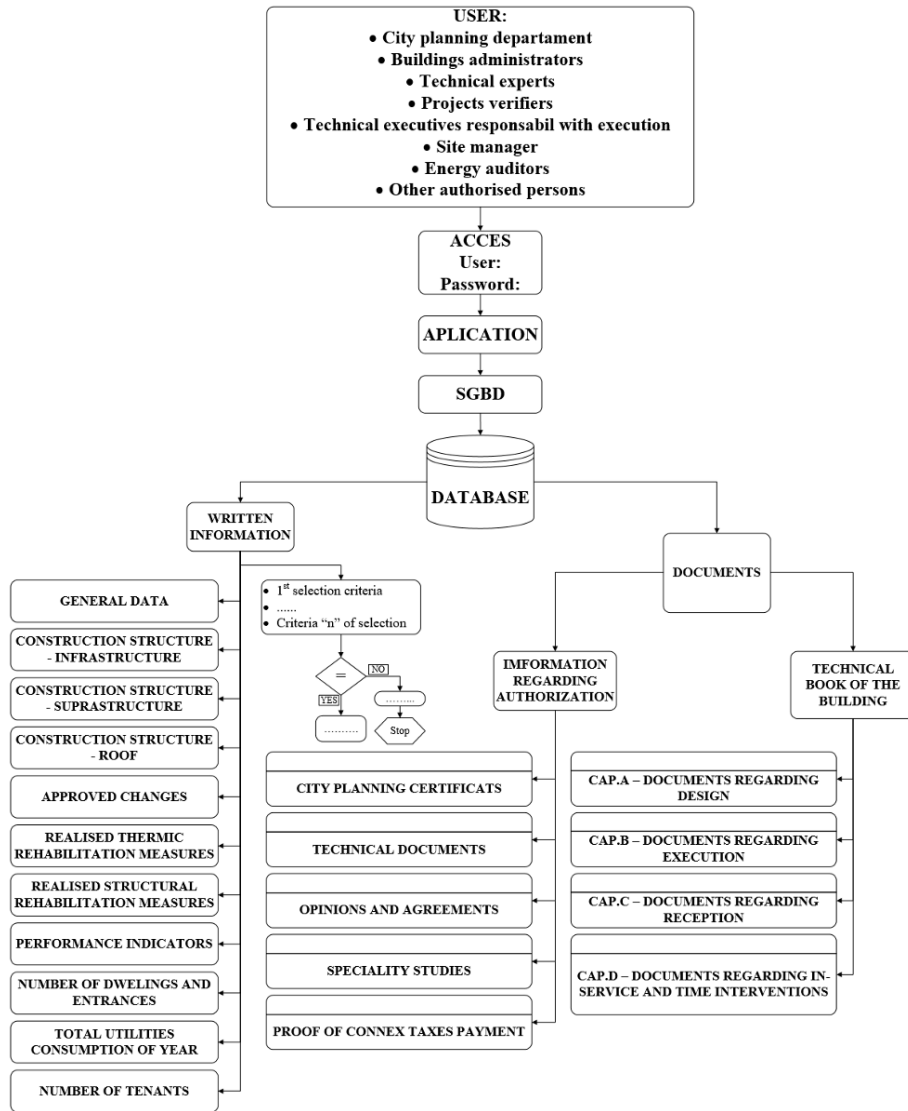 USER:
• City planning departament
• Buildings administrators
• Technical experts
• Projects verifiers
• Technical executives responsabil with execution
• Site manager
• Energy auditors
• Other authorised persons
ACCES
User:
Password:
APLICATION
SGBD
DATABASE
WRITTEN
INFORMATION
GENERAL DATA
CONSTRUCTION STRUCTURE
- INFRASTRUCTURE
CONSTRUCTION STRUCTURE
- SUPRASTRUCTURE
CONSTRUCTION STRUCTURE
- ROOF
APPROVED CHANGES
REALISED THERMIC
REHABILITATION MEASURES
REALISED STRUCTURAL
REHABILITATION MEASURES
PERFORMANCE INDICATORS
NUMBER OF DWELINGS AND
ENTRANCES
TOTAL UTILITIES
CONSUMPTION OF YEAR
NUMBER OF TENANTS
• 1st selection criteria
• ......
• Criteria “n” of selection
=
NO
YES
.........
..........
Stop
DOCUMENTS
IMFORMATION
REGARDING
AUTHORIZATION
CITY PLANNING CERTIFICATS
TECHNICAL DOCUMENTS
OPINIONS AND AGREEMENTS
SPECIALITY STUDIES
PROOF OF CONNEX TAXES PAYMENT
TECHNICAL
BOOK OF THE
BUILDING
CAP.A – DOCUMENTS REGARDING
DESIGN
CAP.B – DOCUMENTS REGARDING
EXECUTION
CAP.C – DOCUMENTS REGARDING
RECEPTION
CAP.D – DOCUMENTS REGARDING IN-
SERVICE AND TIME INTERVENTIONS